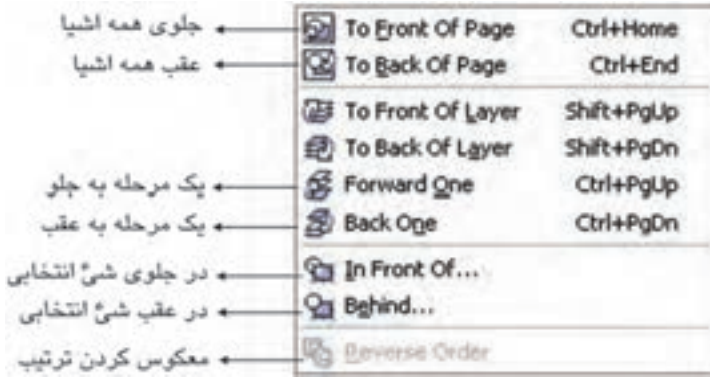 جلوی همه اشیا To Front Of Page Ctrl+Home
عقب همه اشیا To Back Of Page Ctrl+End
To Front Of Layer Shift+PgUp
To Back Of Layer Shift+PgDn
یک مرحله به جلو Forward One Ctrl+PgUp
یک مرحله به عقب Back One Ctrl+PgDn
در جلوی شئ انتخابی In Front Of...
در عقب شئ انتخابی Behind...
معکوس کردن ترتیب Reverse Order